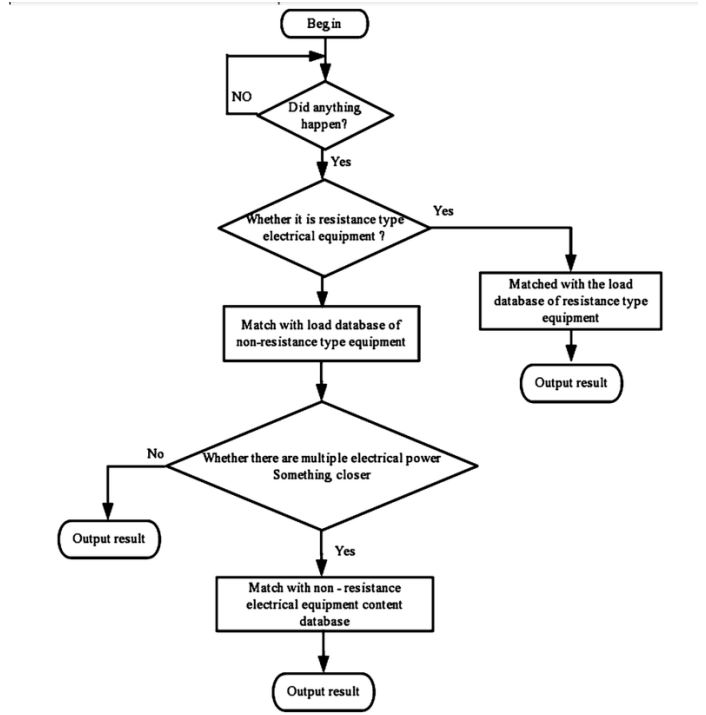 Begin
NO
Did anything
happen?
Yes
Whether it is resistance type
electrical equipment ?
Yes
Matched with the load
database of resistance type
equipment
Match with load database of
non-resistance type equipment
Output result
No
Whether there are multiple electrical power
Something closer
Output result
Yes
Match with non - resistance
electrical equipment content
database
Output result